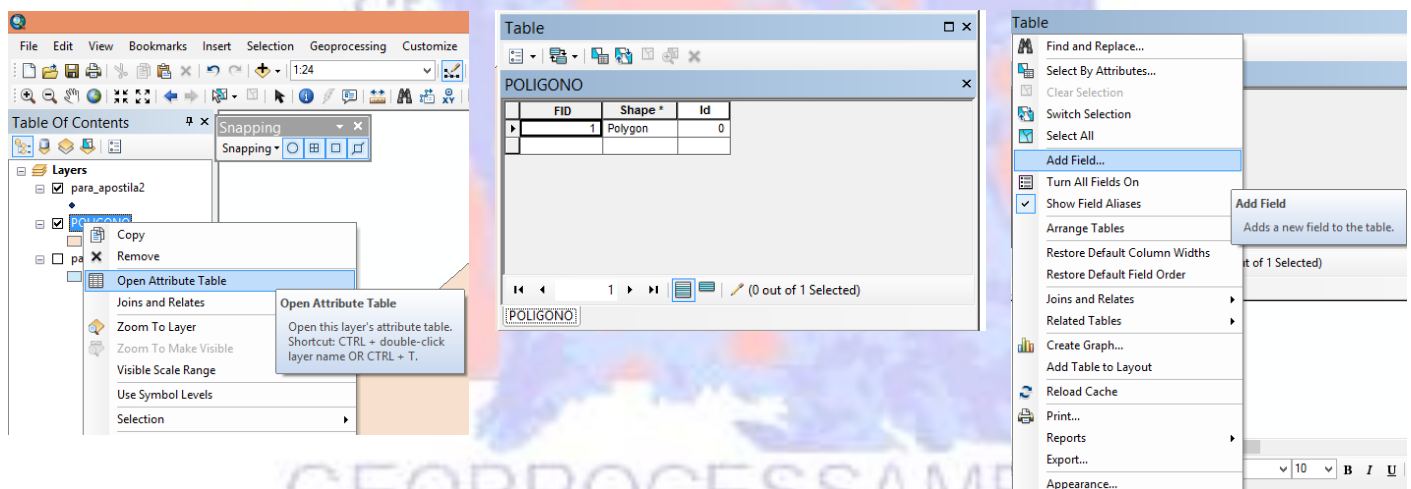 File Edit View Bookmarks Insert Selection Geoprocessing Customize
1:24
Table Of Contents
Snapping
Snapping
Layers
para_apostila2
POLIGONO
pa
Copy
Remove
Open Attribute Table
Joins and Relates
Zoom To Layer
Zoom To Make Visible
Visible Scale Range
Use Symbol Levels
Selection
Open Attribute Table
Open this layer's attribute table.
Shortcut: CTRL + double-click
layer name OR CTRL + T.
Table
POLIGONO
FID Shape * Id
1 Polygon 0
1 (0 out of 1 Selected)
POLIGONO
Table
Find and Replace...
Select By Attributes...
Clear Selection
Switch Selection
Select All
Add Field...
Turn All Fields On
Show Field Aliases
Arrange Tables
Restore Default Column Widths
Restore Default Field Order
Joins and Relates
Related Tables
Create Graph...
Add Table to Layout
Reload Cache
Print...
Reports
Export...
Appearance...
Add Field
Adds a new field to the table.
ut of 1 Selected)
10 B I U
GEOPROCESSAME